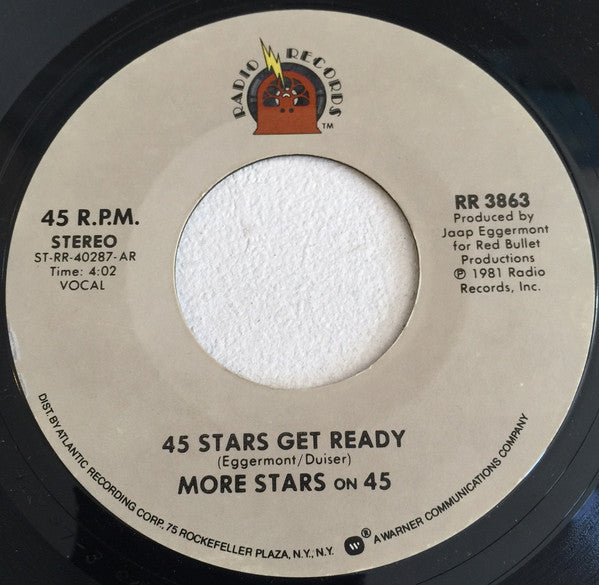 RADIO RECORDS
TM
45 R.P.M.
STEREO
ST-RR-40287-AR
Time: 4:02
VOCAL
RR 3863
Produced by
Jaap Eggermont
for Red Bullet
Productions
℗ 1981 Radio
Records, Inc.
45 STARS GET READY
(Eggermont/Duiser)
MORE STARS ON 45
DIST. BY ATLANTIC RECORDING CORP., 75 ROCKEFELLER PLAZA, N.Y., N.Y. W ® A WARNER COMMUNICATIONS COMPANY